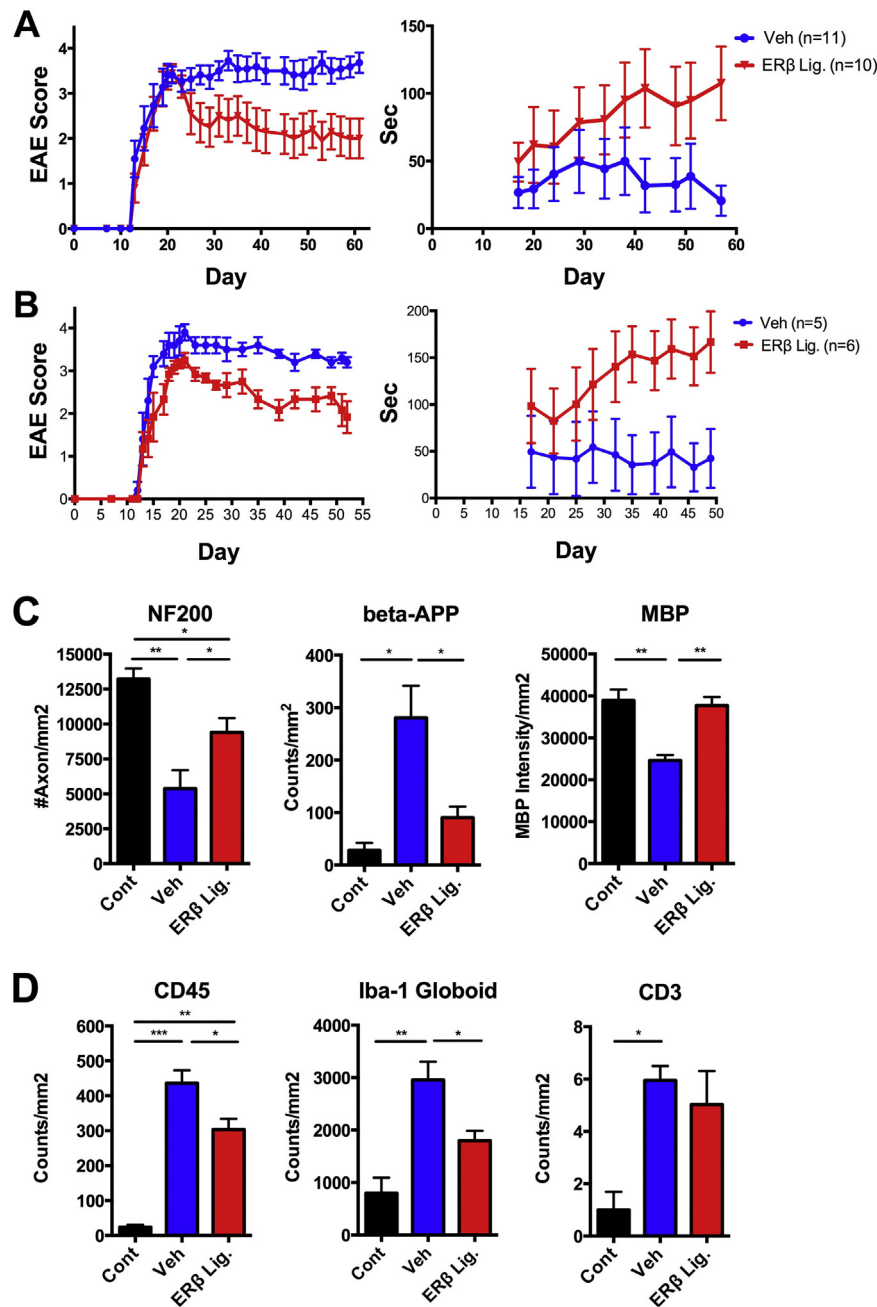 A
EAE Score
4
3
2
1
0
0 10 20 30 40 50 60
Day
Sec
150
100
50
0
0 10 20 30 40 50 60
Day
Veh (n=11)
ERβ Lig. (n=10)
B
EAE Score
4
3
2
1
0
0 5 10 15 20 25 30 35 40 45 50 55
Day
Sec
200
150
100
50
0
0 5 10 15 20 25 30 35 40 45 50
Day
Veh (n=5)
ERβ Lig. (n=6)
C
NF200
#Axon/mm2
15000
12500
10000
7500
5000
2500
0
*
** *
Cont Veh ERβ Lig.
beta-APP
Counts/mm²
400
300
200
100
0
* *
Cont Veh ERβ Lig.
MBP
MBP Intensity/mm2
50000
40000
30000
20000
10000
0
** **
Cont Veh ERβ Lig.
D
CD45
Counts/mm2
600
500
400
300
200
100
0
**
*** *
Cont Veh ERβ Lig.
Iba-1 Globoid
Counts/mm2
4000
3000
2000
1000
0
** *
Cont Veh ERβ Lig.
CD3
Counts/mm2
8
6
4
2
0
*
Cont Veh ERβ Lig.